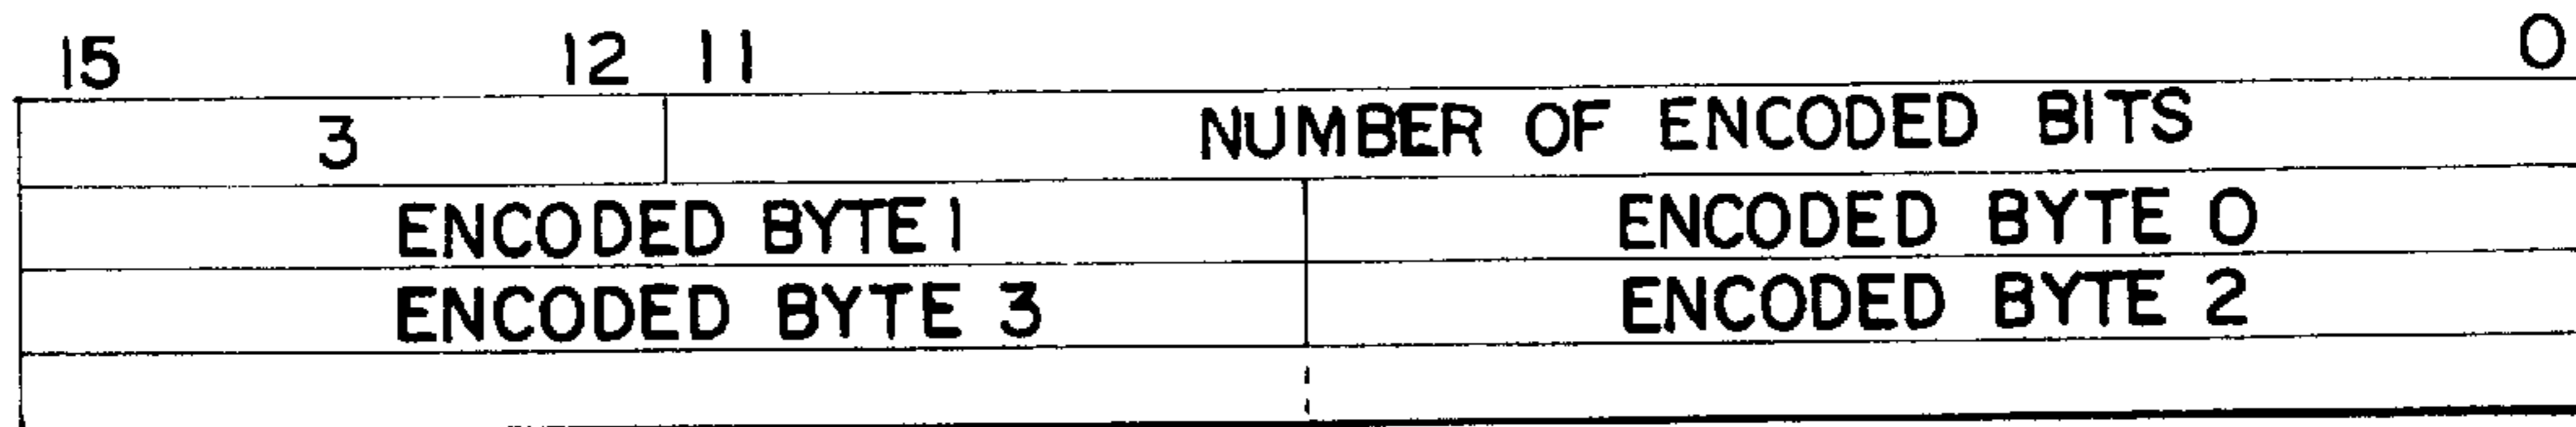 15 12 11 0
3 NUMBER OF ENCODED BITS
ENCODED BYTE 1 ENCODED BYTE 0
ENCODED BYTE 3 ENCODED BYTE 2